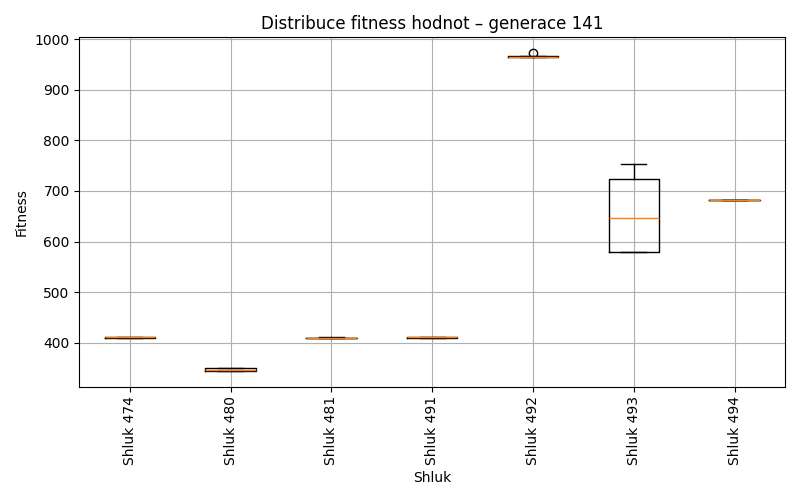 Distribuce fitness hodnot – generace 141
1000
900
800
700
600
500
400
Fitness
Shluk 474
Shluk 480
Shluk 481
Shluk 491
Shluk 492
Shluk 493
Shluk 494
Shluk